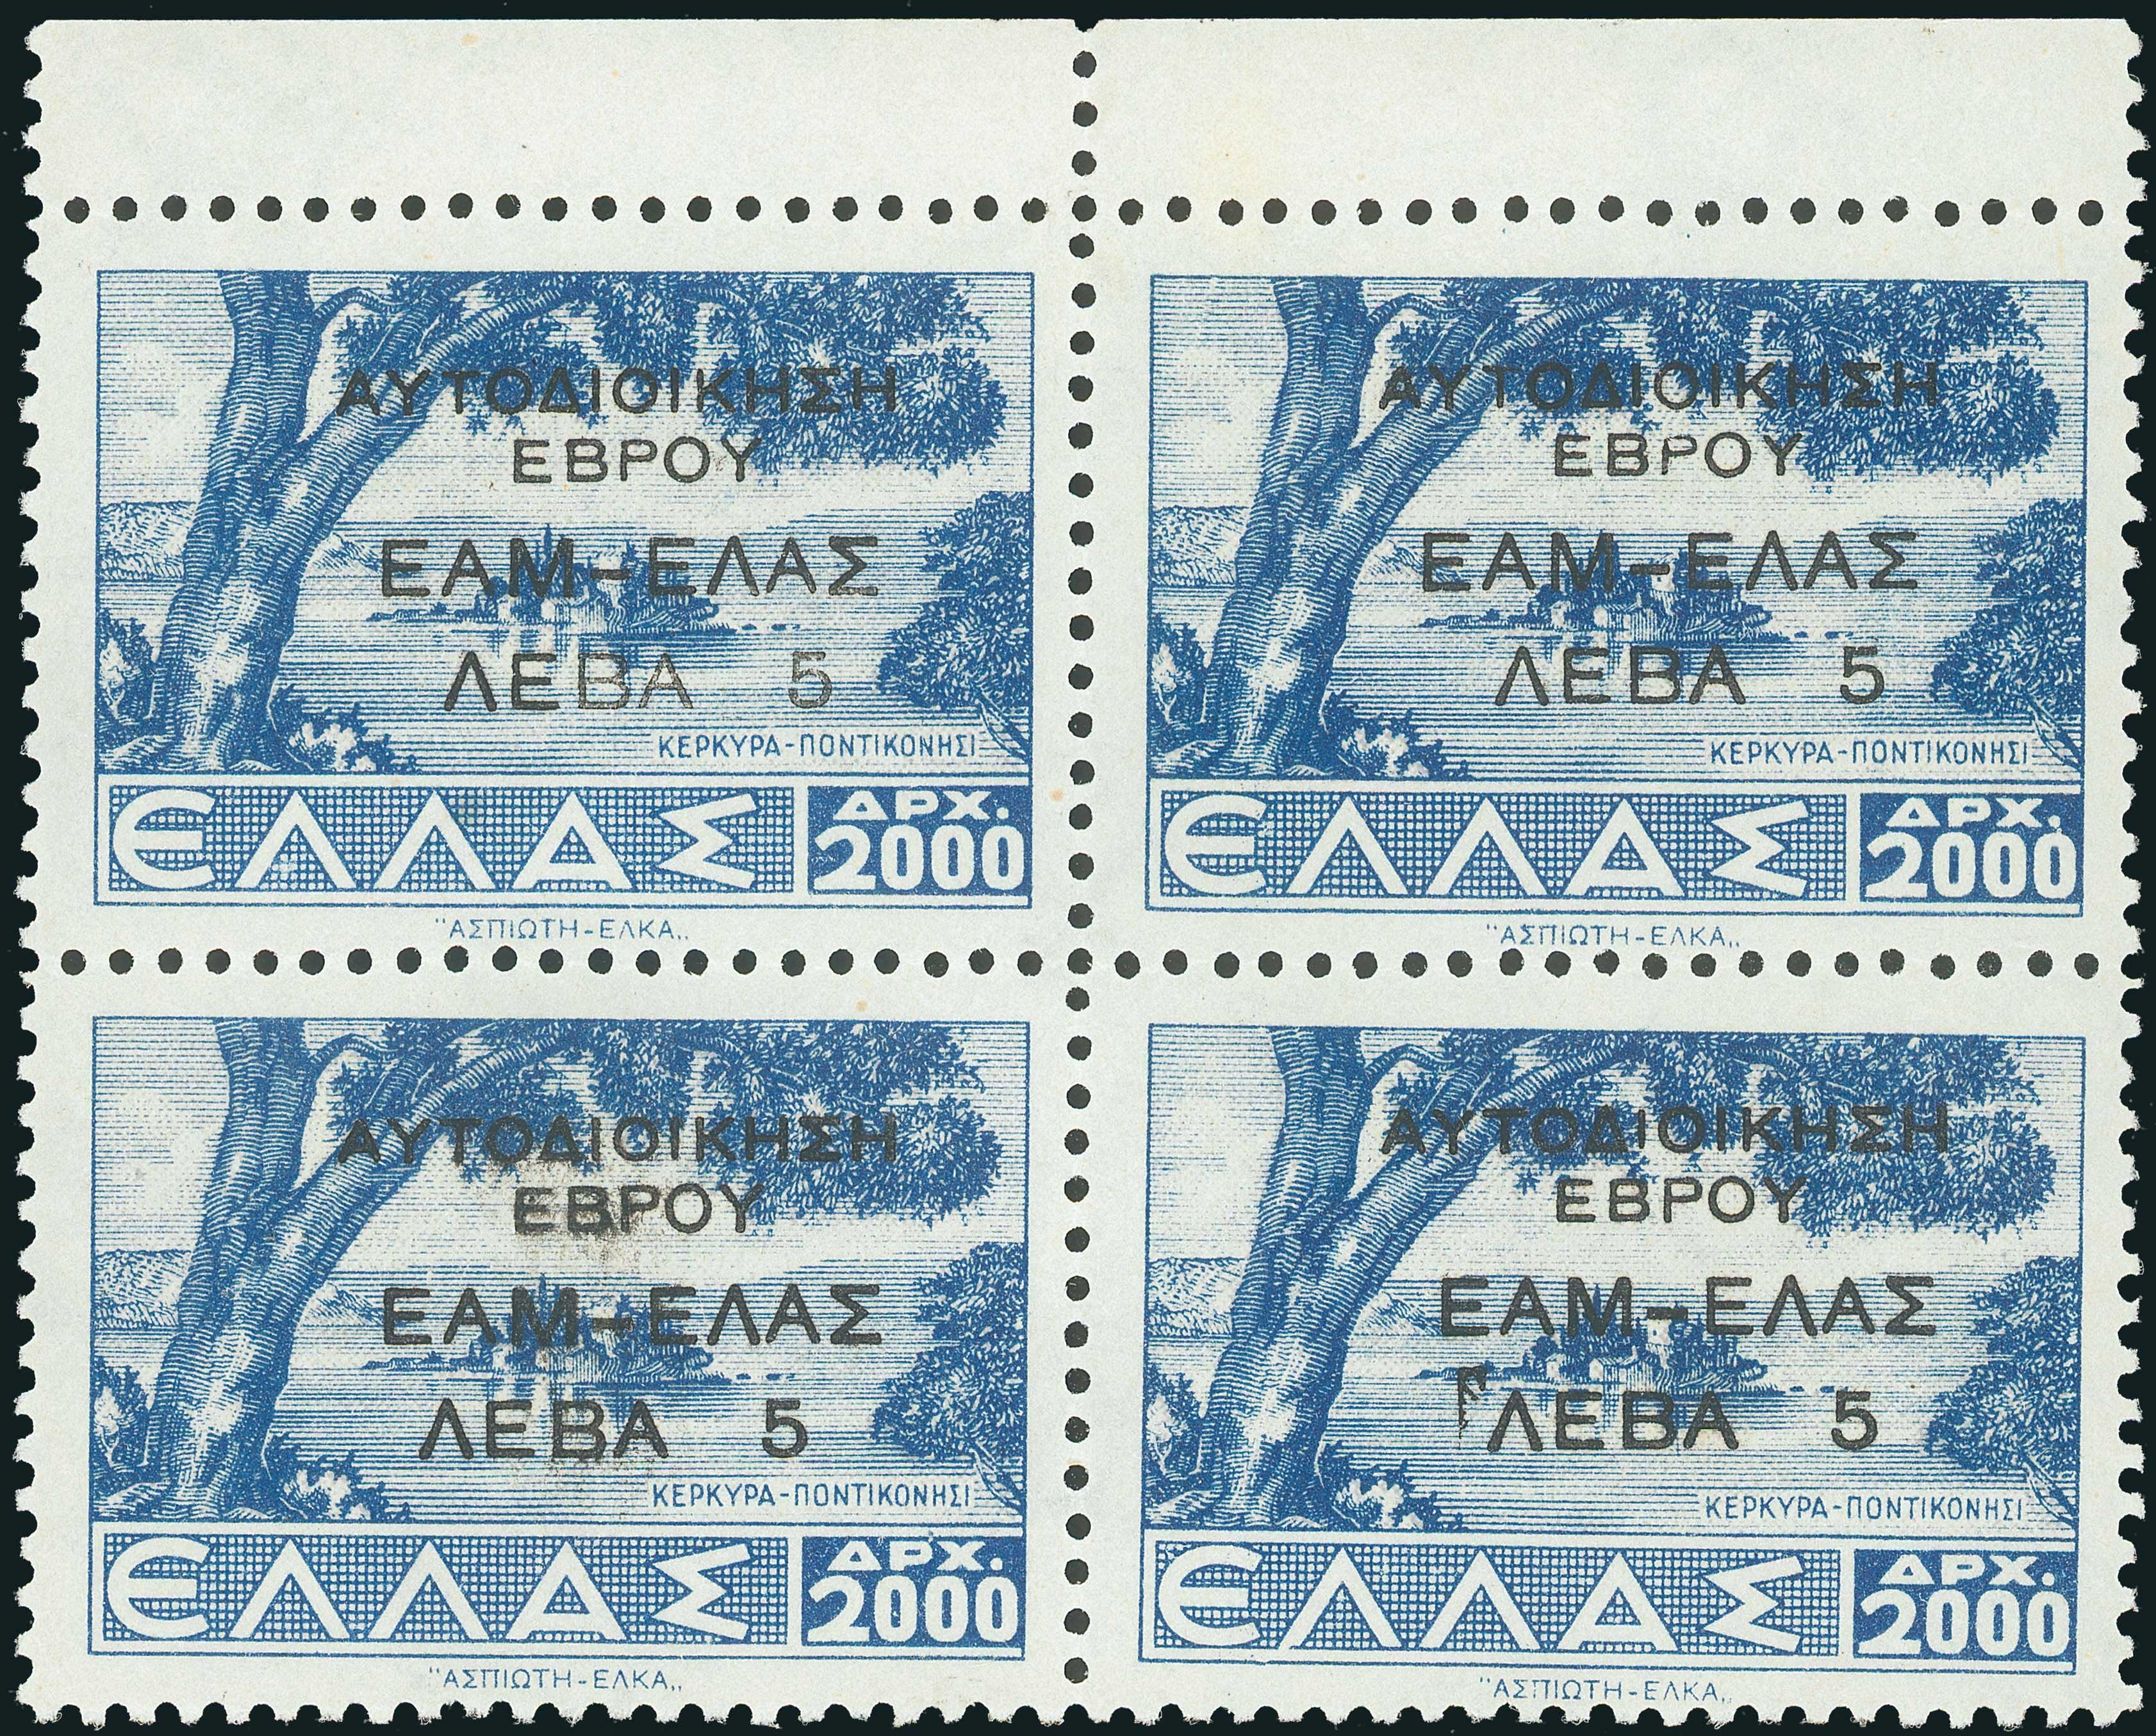 ΑΥΤΟΔΙΟΙΚΗΣΗ
ΕΒΡΟΥ
ΕΑΜ-ΕΛΑΣ
ΛΕΒΑ 5
ΚΕΡΚΥΡΑ-ΠΟΝΤΙΚΟΝΗΣΙ
ΕΛΛΑΣ
ΔΡΧ.
2000
"ΑΣΠΙΩΤΗ-ΕΛΚΑ„
ΑΥΤΟΔΙΟΙΚΗΣΗ
ΕΒΡΟΥ
ΕΑΜ-ΕΛΑΣ
ΛΕΒΑ 5
ΚΕΡΚΥΡΑ-ΠΟΝΤΙΚΟΝΗΣΙ
ΕΛΛΑΣ
ΔΡΧ.
2000
"ΑΣΠΙΩΤΗ-ΕΛΚΑ„
ΑΥΤΟΔΙΟΙΚΗΣΗ
ΕΒΡΟΥ
ΕΑΜ-ΕΛΑΣ
ΛΕΒΑ 5
ΚΕΡΚΥΡΑ-ΠΟΝΤΙΚΟΝΗΣΙ
ΕΛΛΑΣ
ΔΡΧ.
2000
"ΑΣΠΙΩΤΗ-ΕΛΚΑ„
ΑΥΤΟΔΙΟΙΚΗΣΗ
ΕΒΡΟΥ
ΕΑΜ-ΕΛΑΣ
ΛΕΒΑ 5
ΚΕΡΚΥΡΑ-ΠΟΝΤΙΚΟΝΗΣΙ
ΕΛΛΑΣ
ΔΡΧ.
2000
"ΑΣΠΙΩΤΗ-ΕΛΚΑ„